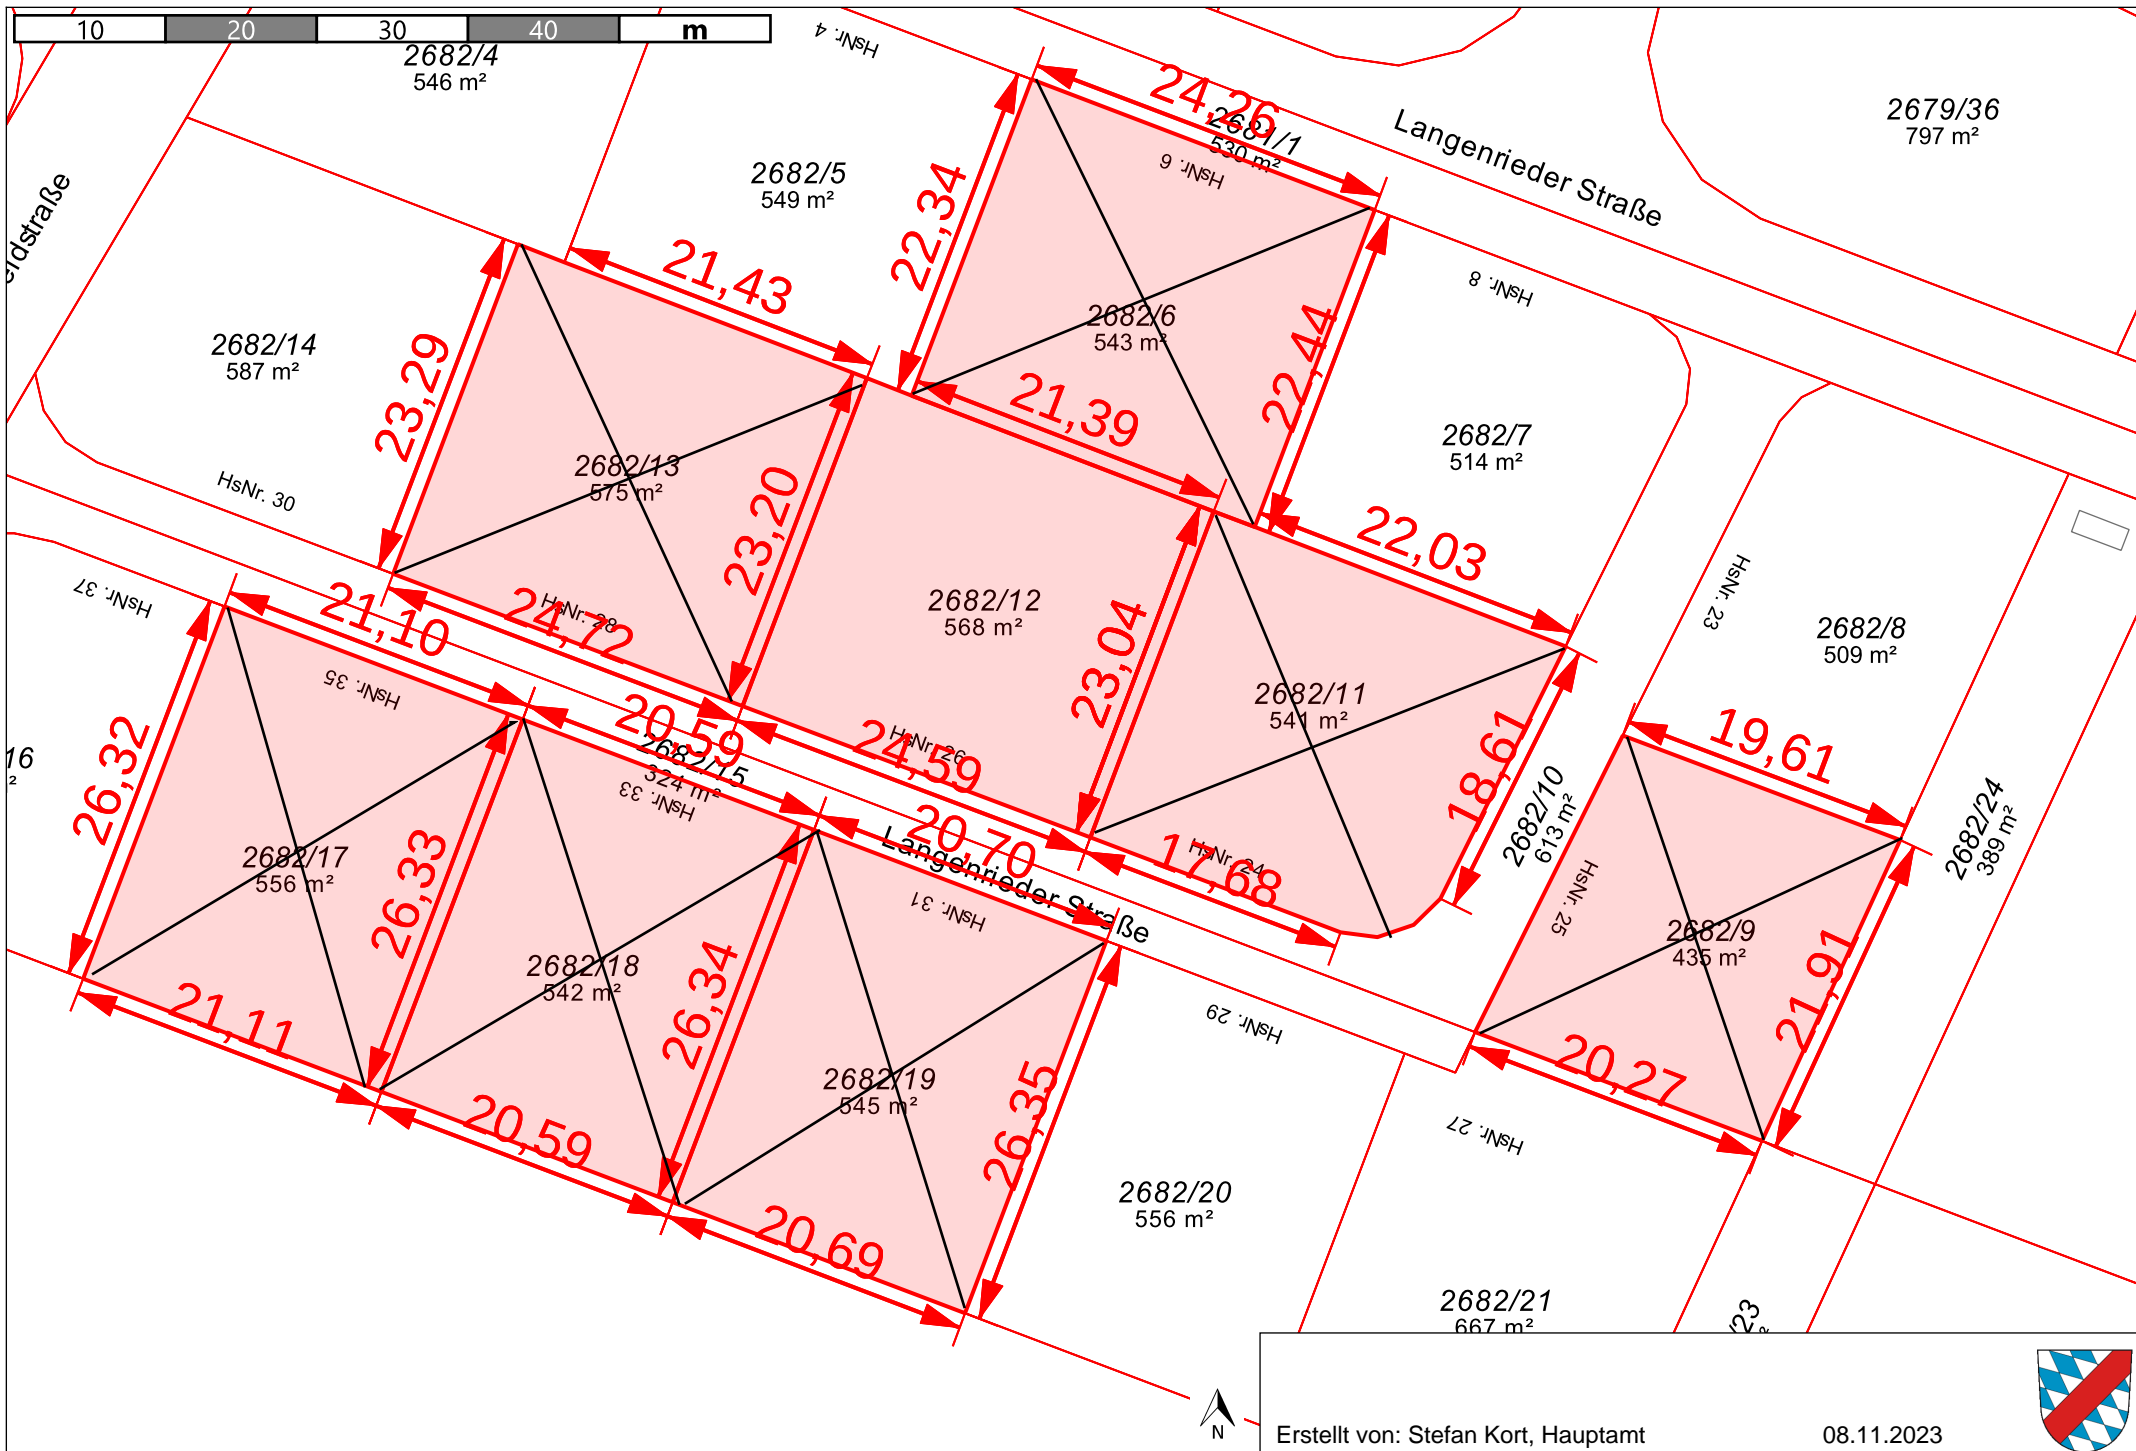 10 20 30 40 m
2682/4
546 m²
HsNr. 4
24,26
2681/1
530 m²
HsNr. 6
Langenrieder Straße
2679/36
797 m²
2682/5
549 m²
22,34
21,43
HsNr. 8
2682/6
543 m²
22,44
2682/14
587 m²
23,29
21,39
2682/7
514 m²
2682/13
575 m²
HsNr. 30
23,20
22,03
HsNr. 37
21,10
24,72
HsNr. 28
2682/12
568 m²
23,04
HsNr. 23
2682/8
509 m²
HsNr. 35
2682/11
541 m²
26,32
20,59
2682/15
324 m²
HsNr. 33
HsNr. 26
24,59
18,61
19,61
16
²
2682/10
613 m²
2682/24
389 m²
2682/17
556 m²
26,33
20,70
Langenrieder Straße
HsNr. 31
HsNr. 24
17,68
HsNr. 25
2682/9
435 m²
21,91
2682/18
542 m²
26,34
21,11
HsNr. 29
20,27
2682/19
545 m²
26,35
20,59
HsNr. 27
2682/20
556 m²
20,69
2682/21
667 m²
/23
N
Erstellt von: Stefan Kort, Hauptamt
08.11.2023